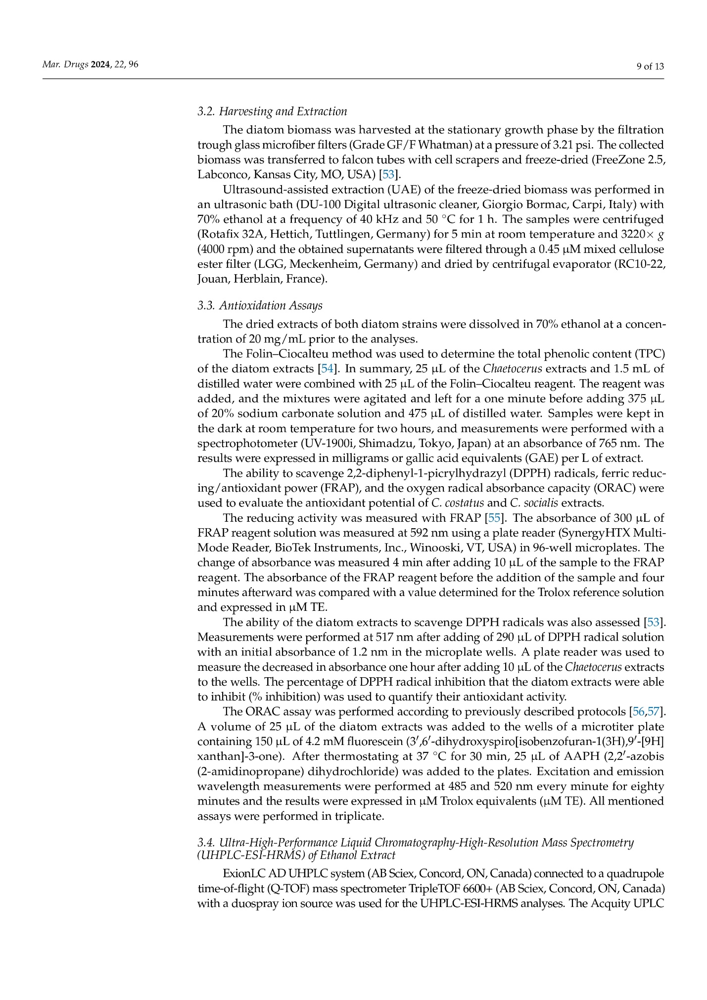 Mar. Drugs 2024, 22, 96
9 of 13
3.2. Harvesting and Extraction
The diatom biomass was harvested at the stationary growth phase by the filtration
trough glass microfiber filters (Grade GF/F Whatman) at a pressure of 3.21 psi. The collected
biomass was transferred to falcon tubes with cell scrapers and freeze-dried (FreeZone 2.5,
Labconco, Kansas City, MO, USA) [53].
Ultrasound-assisted extraction (UAE) of the freeze-dried biomass was performed in
an ultrasonic bath (DU-100 Digital ultrasonic cleaner, Giorgio Bormac, Carpi, Italy) with
70% ethanol at a frequency of 40 kHz and 50 °C for 1 h. The samples were centrifuged
(Rotafix 32A, Hettich, Tuttlingen, Germany) for 5 min at room temperature and 3220× g
(4000 rpm) and the obtained supernatants were filtered through a 0.45 µM mixed cellulose
ester filter (LGG, Meckenheim, Germany) and dried by centrifugal evaporator (RC10-22,
Jouan, Herblain, France).
3.3. Antioxidation Assays
The dried extracts of both diatom strains were dissolved in 70% ethanol at a concen-
tration of 20 mg/mL prior to the analyses.
The Folin–Ciocalteu method was used to determine the total phenolic content (TPC)
of the diatom extracts [54]. In summary, 25 µL of the Chaetocerus extracts and 1.5 mL of
distilled water were combined with 25 µL of the Folin–Ciocalteu reagent. The reagent was
added, and the mixtures were agitated and left for a one minute before adding 375 µL
of 20% sodium carbonate solution and 475 µL of distilled water. Samples were kept in
the dark at room temperature for two hours, and measurements were performed with a
spectrophotometer (UV-1900i, Shimadzu, Tokyo, Japan) at an absorbance of 765 nm. The
results were expressed in milligrams or gallic acid equivalents (GAE) per L of extract.
The ability to scavenge 2,2-diphenyl-1-picrylhydrazyl (DPPH) radicals, ferric reduc-
ing/antioxidant power (FRAP), and the oxygen radical absorbance capacity (ORAC) were
used to evaluate the antioxidant potential of C. costatus and C. socialis extracts.
The reducing activity was measured with FRAP [55]. The absorbance of 300 µL of
FRAP reagent solution was measured at 592 nm using a plate reader (SynergyHTX Multi-
Mode Reader, BioTek Instruments, Inc., Winooski, VT, USA) in 96-well microplates. The
change of absorbance was measured 4 min after adding 10 µL of the sample to the FRAP
reagent. The absorbance of the FRAP reagent before the addition of the sample and four
minutes afterward was compared with a value determined for the Trolox reference solution
and expressed in µM TE.
The ability of the diatom extracts to scavenge DPPH radicals was also assessed [53].
Measurements were performed at 517 nm after adding of 290 µL of DPPH radical solution
with an initial absorbance of 1.2 nm in the microplate wells. A plate reader was used to
measure the decreased in absorbance one hour after adding 10 µL of the Chaetocerus extracts
to the wells. The percentage of DPPH radical inhibition that the diatom extracts were able
to inhibit (% inhibition) was used to quantify their antioxidant activity.
The ORAC assay was performed according to previously described protocols [56,57].
A volume of 25 µL of the diatom extracts was added to the wells of a microtiter plate
containing 150 µL of 4.2 mM fluorescein (3′,6′-dihydroxyspiro[isobenzofuran-1(3H),9′-[9H]
xanthan]-3-one). After thermostating at 37 °C for 30 min, 25 µL of AAPH (2,2′-azobis
(2-amidinopropane) dihydrochloride) was added to the plates. Excitation and emission
wavelength measurements were performed at 485 and 520 nm every minute for eighty
minutes and the results were expressed in µM Trolox equivalents (µM TE). All mentioned
assays were performed in triplicate.
3.4. Ultra-High-Performance Liquid Chromatography-High-Resolution Mass Spectrometry
(UHPLC-ESI-HRMS) of Ethanol Extract
ExionLC AD UHPLC system (AB Sciex, Concord, ON, Canada) connected to a quadrupole
time-of-flight (Q-TOF) mass spectrometer TripleTOF 6600+ (AB Sciex, Concord, ON, Canada)
with a duospray ion source was used for the UHPLC-ESI-HRMS analyses. The Acquity UPLC